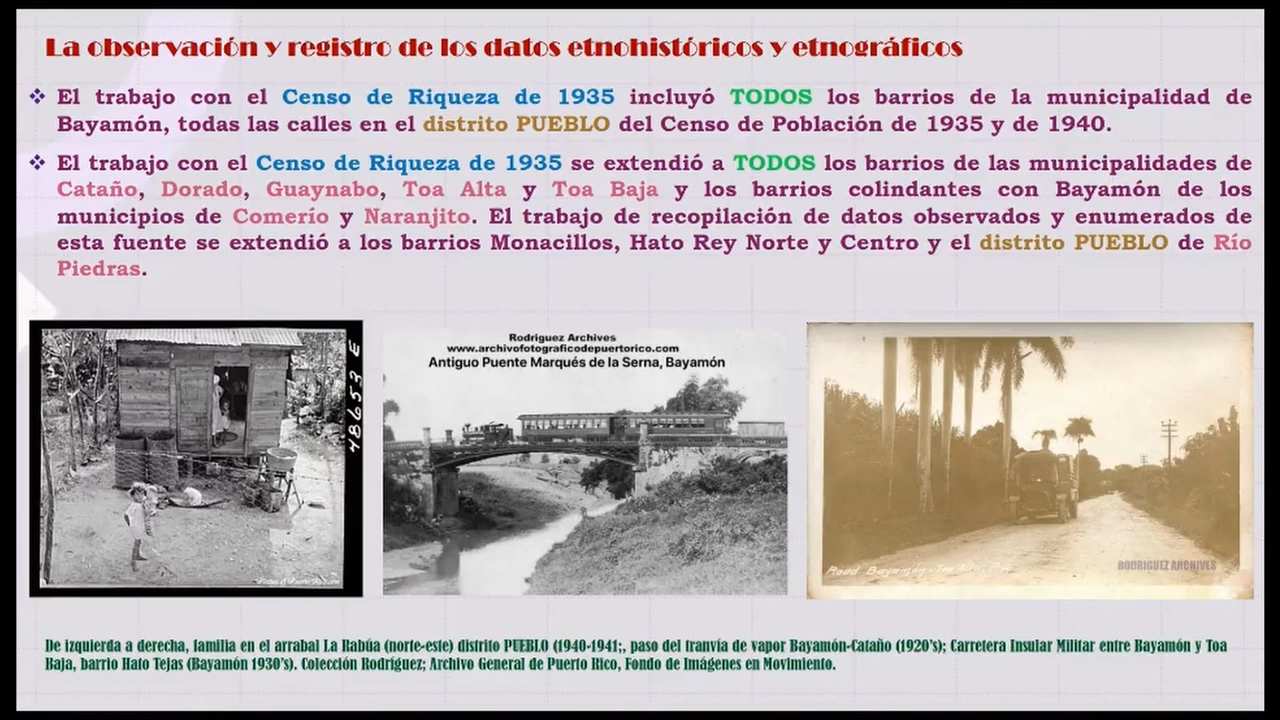 La observación y registro de los datos etnohistóricos y etnográficos
❖ El trabajo con el Censo de Riqueza de 1935 incluyó TODOS los barrios de la municipalidad de
Bayamón, todas las calles en el distrito PUEBLO del Censo de Población de 1935 y de 1940.
❖ El trabajo con el Censo de Riqueza de 1935 se extendió a TODOS los barrios de las municipalidades de
Cataño, Dorado, Guaynabo, Toa Alta y Toa Baja y los barrios colindantes con Bayamón de los
municipios de Comerío y Naranjito. El trabajo de recopilación de datos observados y enumerados de
esta fuente se extendió a los barrios Monacillos, Hato Rey Norte y Centro y el distrito PUEBLO de Río
Piedras.
48653 E
Rodríguez Archives
www.archivofotograficodepuertorico.com
Antiguo Puente Marqués de la Serna, Bayamón
Road Bayamón
RODRIGUEZ ARCHIVES
De izquierda a derecha, familia en el arrabal La Rabúa (norte-este) distrito PUEBLO (1940-1941;, paso del tranvía de vapor Bayamón-Cataño (1920's); Carretera Insular Militar entre Bayamón y Toa
Baja, barrio Hato Tejas (Bayamón 1930's). Colección Rodríguez; Archivo General de Puerto Rico, Fondo de Imágenes en Movimiento.